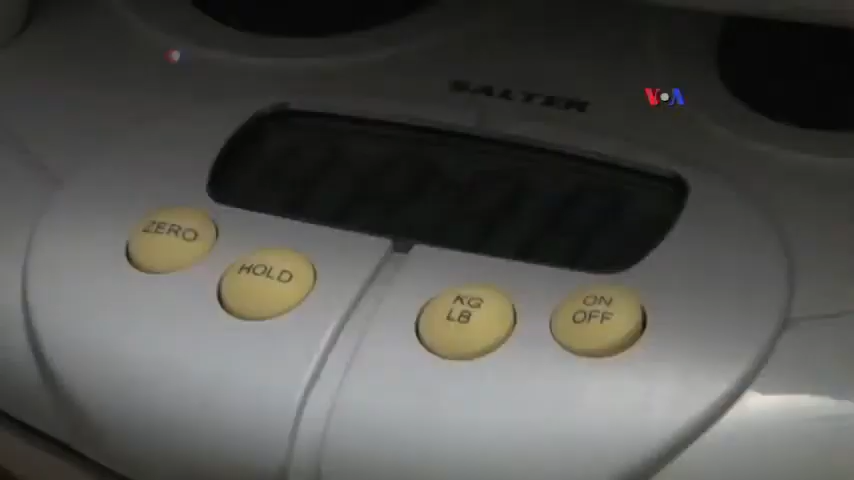 SALTER
VOA
ZERO
HOLD
KG
LB
ON
OFF